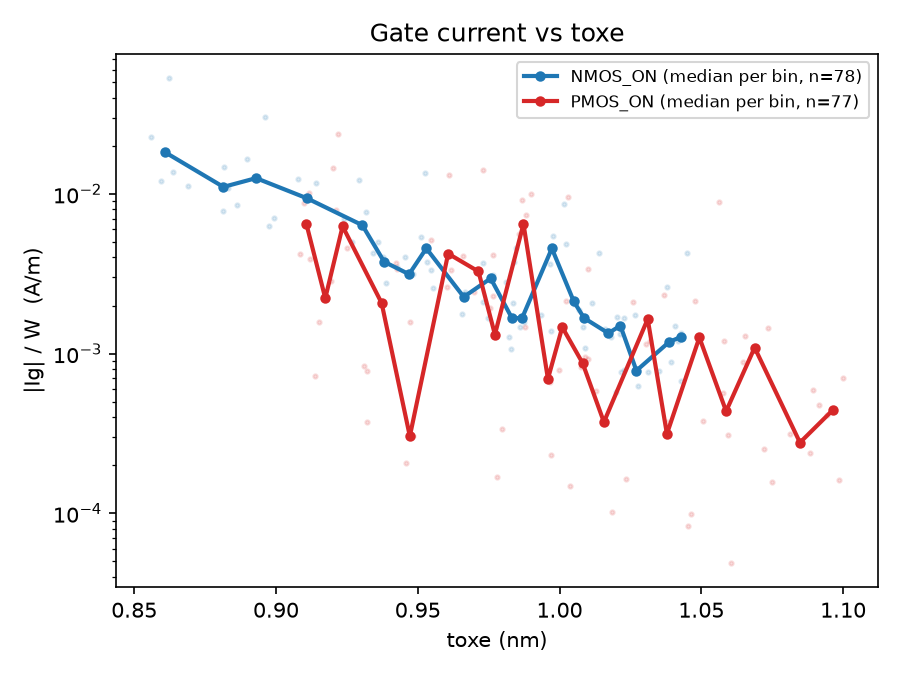 Gate current vs toxe
NMOS_ON (median per bin, n=78)
PMOS_ON (median per bin, n=77)
|Ig| / W  (A/m)
10⁻²
10⁻³
10⁻⁴
0.85 0.90 0.95 1.00 1.05 1.10
toxe (nm)